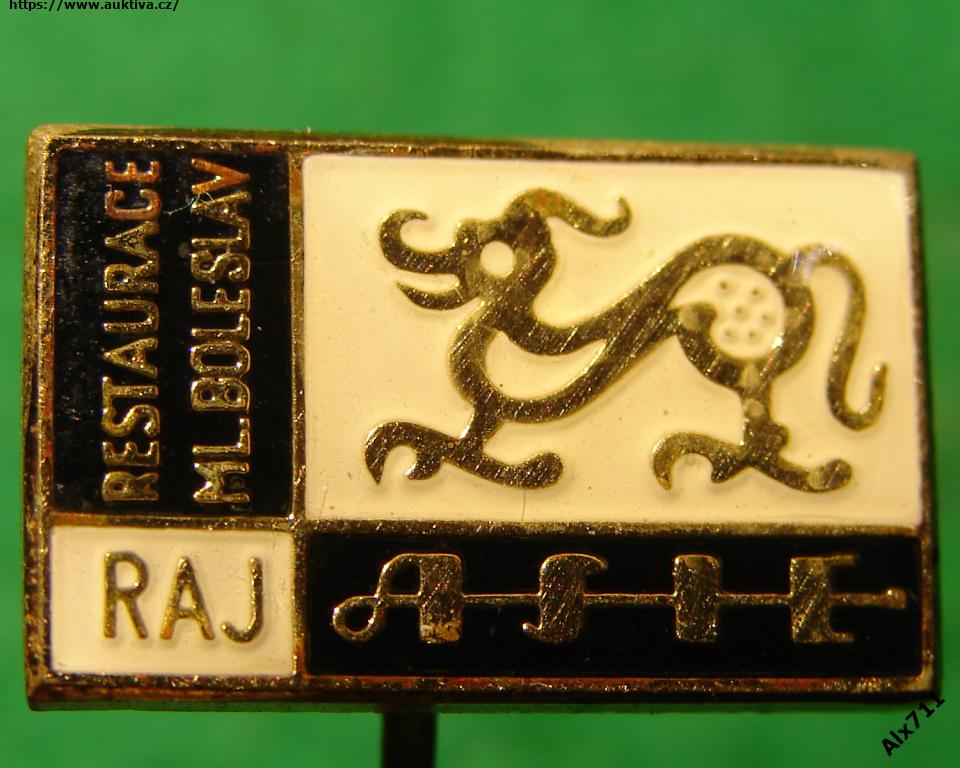 https://www.auktiva.cz/
RESTAURACE
ML.BOLESLAV
RAJ
ASIE
Alx711